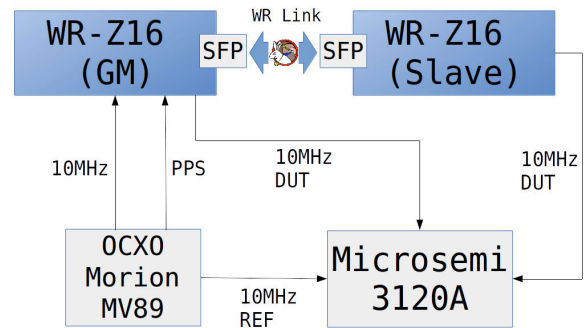 WR Link
WR-Z16
(GM)
SFP
SFP
WR-Z16
(Slave)
10MHz
PPS
10MHz
DUT
10MHz
DUT
OCXO
Morion
MV89
10MHz
REF
Microsemi
3120A